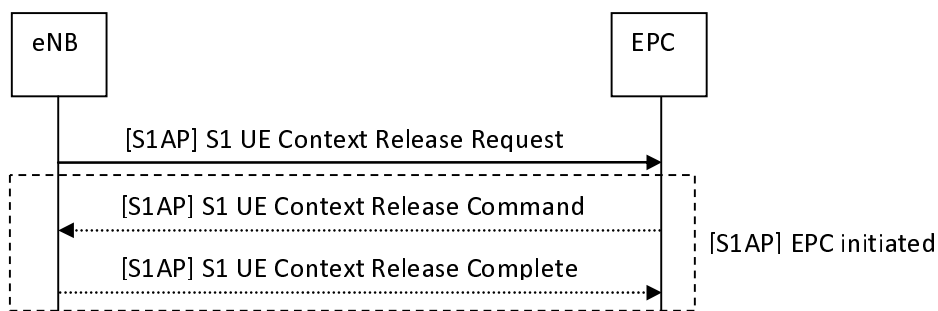 eNB
EPC
[S1AP] S1 UE Context Release Request
[S1AP] S1 UE Context Release Command
[S1AP] EPC initiated
[S1AP] S1 UE Context Release Complete